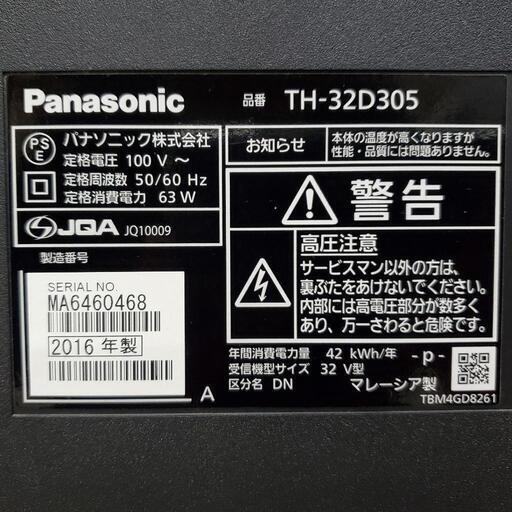 Panasonic 品番 TH-32D305
PSE パナソニック株式会社
定格電圧 100 V ～
定格周波数 50/60 Hz
定格消費電力 63 W
JQA JQ10009
製造番号
SERIAL NO.
MA6460468
2016 年製
A
お知らせ
本体の温度が高くなりますが
性能・品質には問題ありません。
警告
高圧注意
サービスマン以外の方は、
裏ぶたをあけないでください。
内部には高電圧部分が数多く
あり、万一さわると危険です。
年間消費電力量 42 kWh/年
受信機型サイズ 32 V型
区分名 DN
-p-
マレーシア製
TBM4GD8261